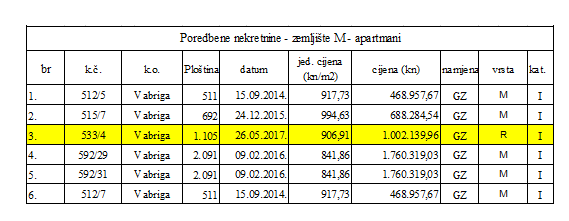 Poredbene nekretnine - zemljište M - apartmani
br k.č. k.o. Ploština datum jed. cijena (kn/m2) cijena (kn) namjena vrsta kat.
1. 512/5 Vabriga 511 15.09.2014. 917,73 468.957,67 GZ M I
2. 515/7 Vabriga 692 24.12.2015. 994,63 688.284,54 GZ M I
3. 533/4 Vabriga 1.105 26.05.2017. 906,91 1.002.139,96 GZ R I
4. 592/29 Vabriga 2.091 09.02.2016. 841,86 1.760.319,03 GZ M I
5. 592/31 Vabriga 2.091 09.02.2016. 841,86 1.760.319,03 GZ M I
6. 512/7 Vabriga 511 15.09.2014. 917,73 468.957,67 GZ M I